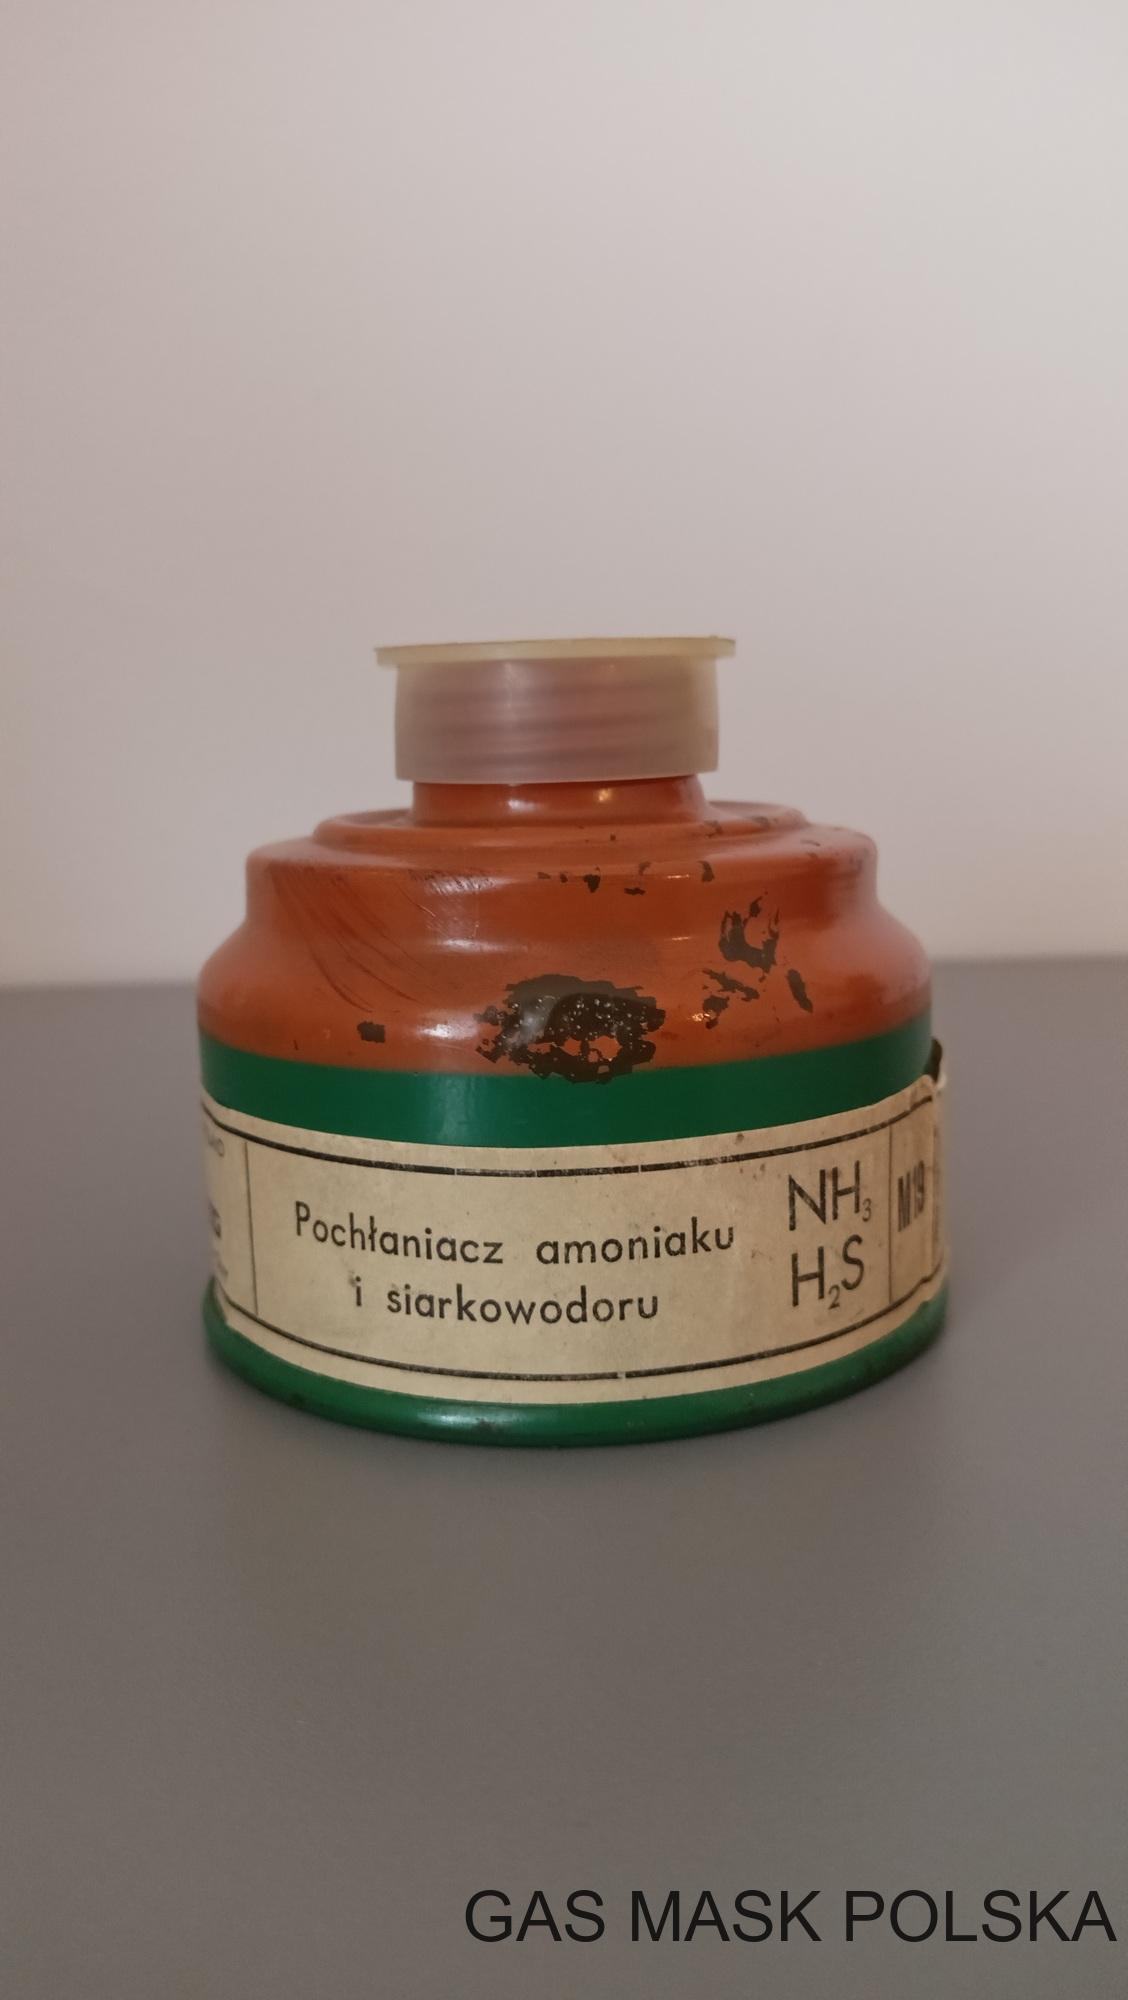 Pochłaniacz amoniaku
i siarkowodoru
NH₃
H₂S
M19
GAS MASK POLSKA